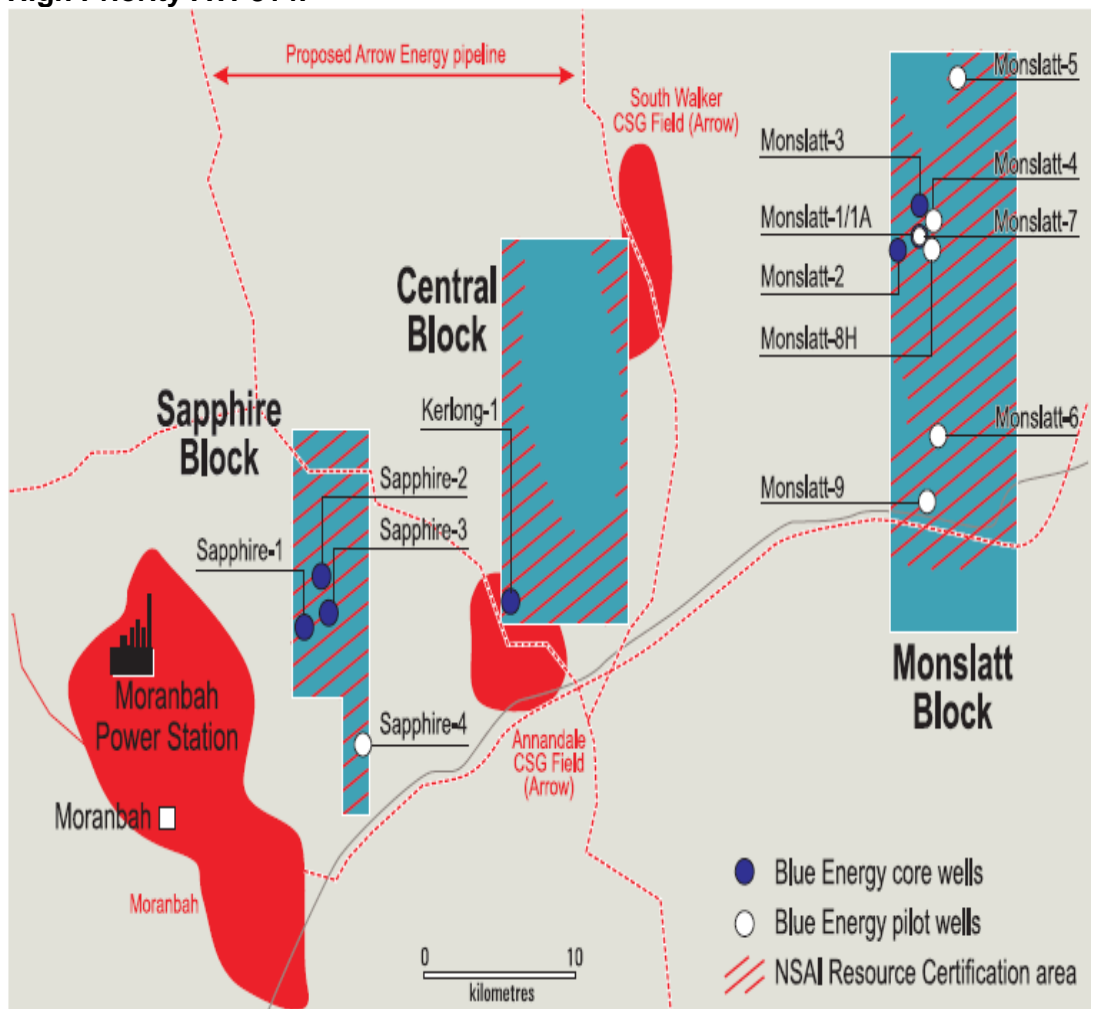 High Priority
Proposed Arrow Energy pipeline
South Walker
CSG Field (Arrow)
Monslatt-5
Monslatt-3
Monslatt-4
Monslatt-1/1A
Monslatt-7
Monslatt-2
Monslatt-8H
Central
Block
Kerlong-1
Monslatt-6
Monslatt-9
Sapphire
Block
Sapphire-2
Sapphire-3
Sapphire-1
Monslatt
Block
Moranbah
Power Station
Sapphire-4
Annandale
CSG Field
(Arrow)
Moranbah
Moranbah
0 10
kilometres
Blue Energy core wells
Blue Energy pilot wells
NSAI Resource Certification area